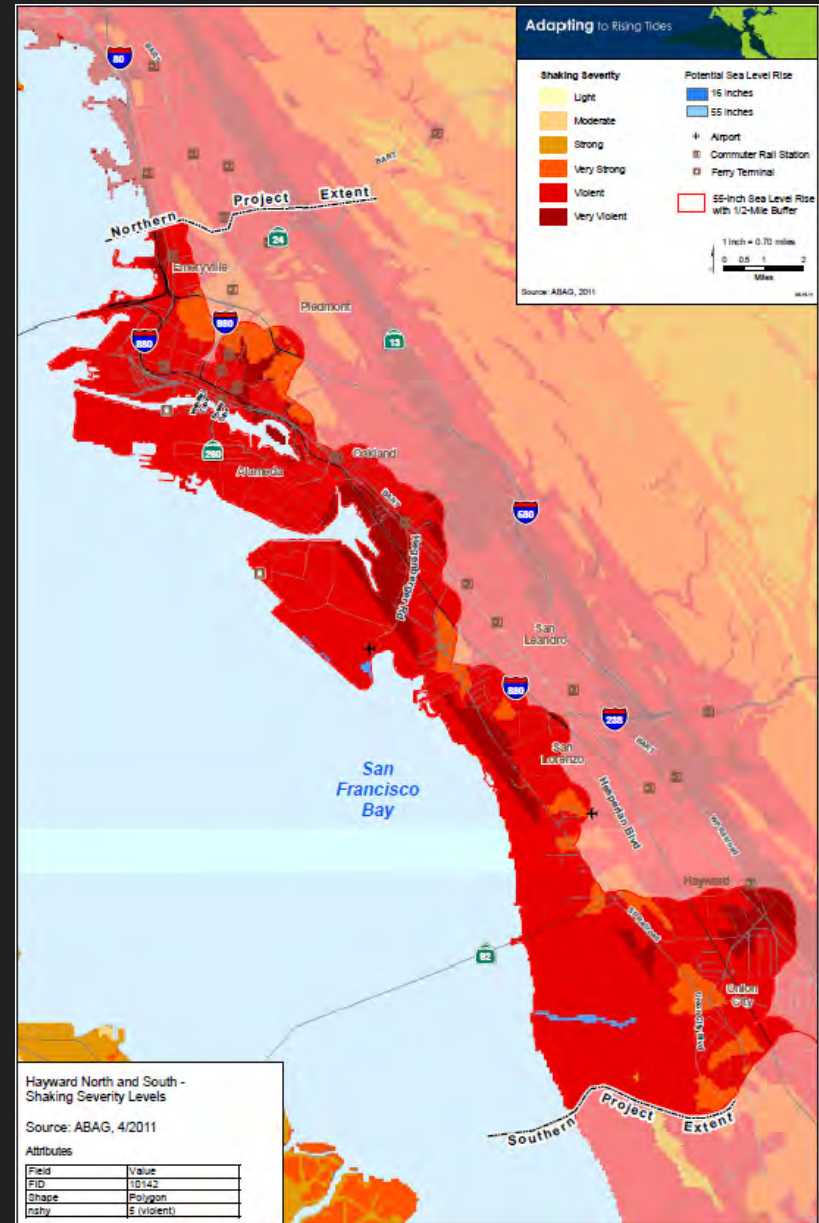 Adapting to Rising Tides
Shaking Severity
Light
Moderate
Strong
Very Strong
Violent
Very Violent
Potential Sea Level Rise
16 inches
55 inches
Airport
Commuter Rail Station
Ferry Terminal
55-inch Sea Level Rise
with 1/2-Mile Buffer
1 inch = 0.70 miles
0 0.5 1 2
Miles
Source: ABAG, 2011
80
BART
BART
Northern Project Extent
24
Emeryville
Piedmont
980
880
13
260
Alameda
Oakland
BART
Hegenberger Rd
580
San
Leandro
880
238
San
Lorenzo
BART
San
Francisco
Bay
Hesperian Blvd
Hayward
92
Union
City
Southern Project Extent
Hayward North and South -
Shaking Severity Levels
Source: ABAG, 4/2011
Attributes
Field Value
FID 10142
Shape Polygon
nshy 5 (violent)